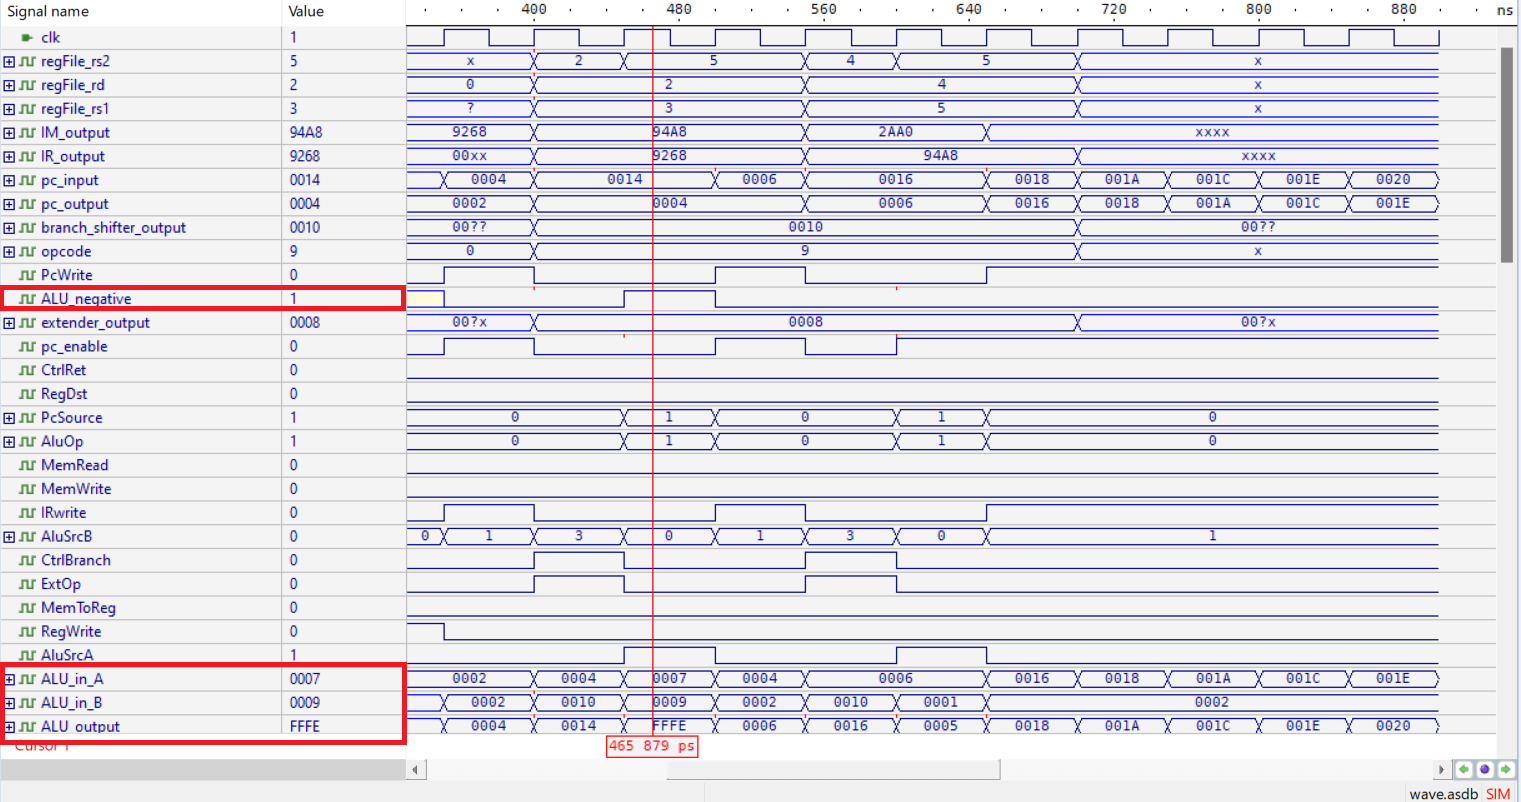 Signal name Value 400 480 560 640 720 800 880 ns
clk 1
regFile_rs2 5 x 2 5 4 5 x
regFile_rd 2 0 2 4 x
regFile_rs1 3 ? 3 5 x
IM_output 94A8 9268 94A8 2AA0 xxxx
IR_output 9268 00xx 9268 94A8 xxxx
pc_input 0014 0004 0014 0006 0016 0018 001A 001C 001E 0020
pc_output 0004 0002 0004 0006 0016 0018 001A 001C 001E
branch_shifter_output 0010 00?? 0010 00??
opcode 9 0 9 x
PcWrite 0
ALU_negative 1
extender_output 0008 00?x 0008 00?x
pc_enable 0
CtrlRet 0
RegDst 0
PcSource 1 0 1 0 1 0
AluOp 1 0 1 0 1 0
MemRead 0
MemWrite 0
IRwrite 0
AluSrcB 0 0 1 3 0 1 3 0 1
CtrlBranch 0
ExtOp 0
MemToReg 0
RegWrite 0
AluSrcA 1
ALU_in_A 0007 0002 0004 0007 0004 0006 0016 0018 001A 001C 001E
ALU_in_B 0009 0002 0010 0009 0002 0010 0001 0002
ALU_output FFFE 0004 0014 FFFE 0006 0016 0005 0018 001A 001C 001E 0020
Cursor 1 465 879 ps
wave.asdb SIM